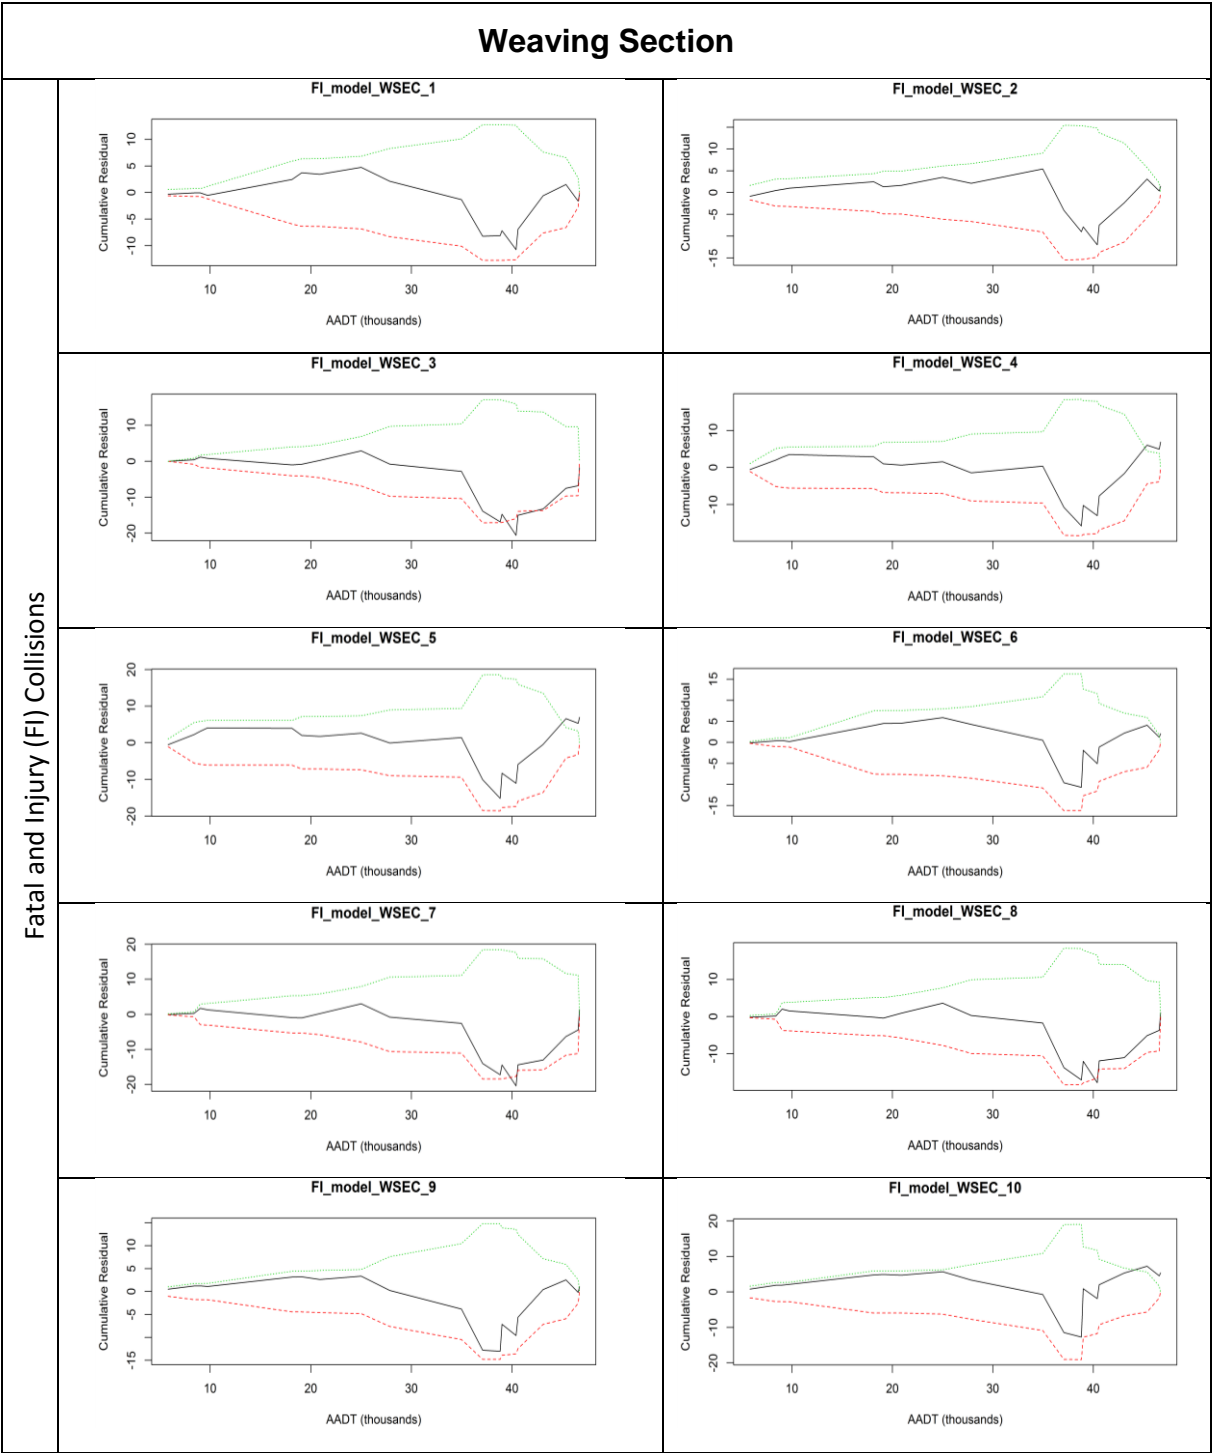 Weaving Section
Fatal and Injury (FI) Collisions
FI_model_WSEC_1
Cumulative Residual
10
5
0
-5
-10
10 20 30 40
AADT (thousands)
FI_model_WSEC_2
Cumulative Residual
10
5
0
-5
-15
10 20 30 40
AADT (thousands)
FI_model_WSEC_3
Cumulative Residual
10
0
-10
-20
10 20 30 40
AADT (thousands)
FI_model_WSEC_4
Cumulative Residual
10
0
-10
10 20 30 40
AADT (thousands)
FI_model_WSEC_5
Cumulative Residual
20
10
0
-10
-20
10 20 30 40
AADT (thousands)
FI_model_WSEC_6
Cumulative Residual
15
5
0
-5
-15
10 20 30 40
AADT (thousands)
FI_model_WSEC_7
Cumulative Residual
20
10
0
-10
-20
10 20 30 40
AADT (thousands)
FI_model_WSEC_8
Cumulative Residual
10
0
-10
10 20 30 40
AADT (thousands)
FI_model_WSEC_9
Cumulative Residual
10
5
0
-5
-15
10 20 30 40
AADT (thousands)
FI_model_WSEC_10
Cumulative Residual
20
10
0
-10
-20
10 20 30 40
AADT (thousands)